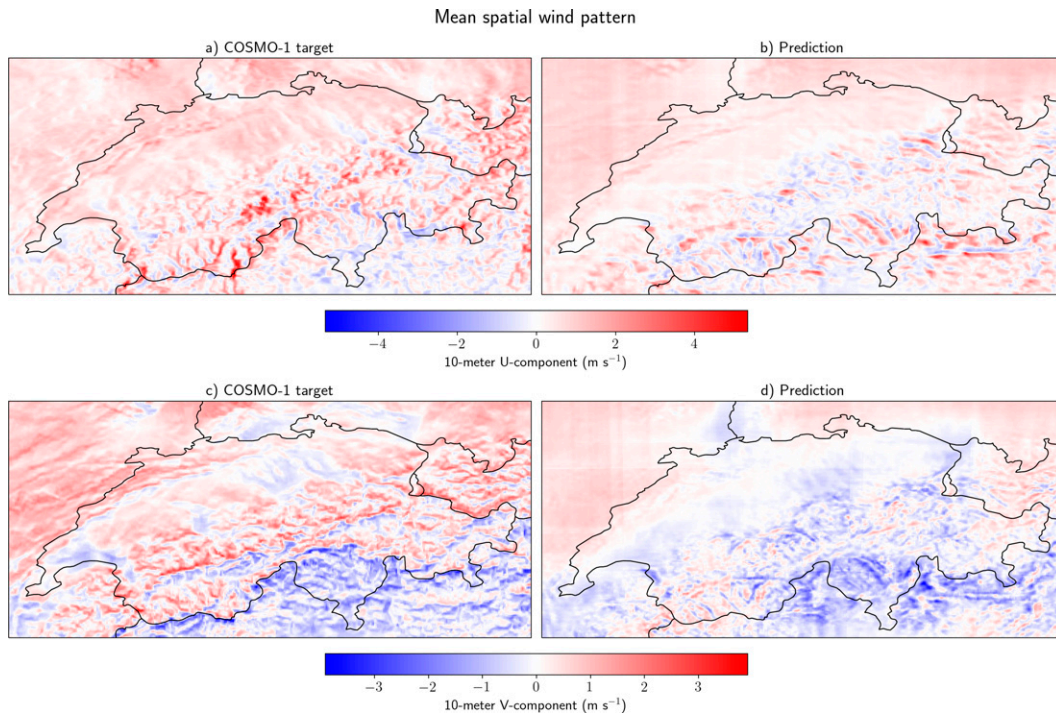 Mean spatial wind pattern
a) COSMO-1 target
b) Prediction
−4 −2 0 2 4
10-meter U-component (m s⁻¹)
c) COSMO-1 target
d) Prediction
−3 −2 −1 0 1 2 3
10-meter V-component (m s⁻¹)